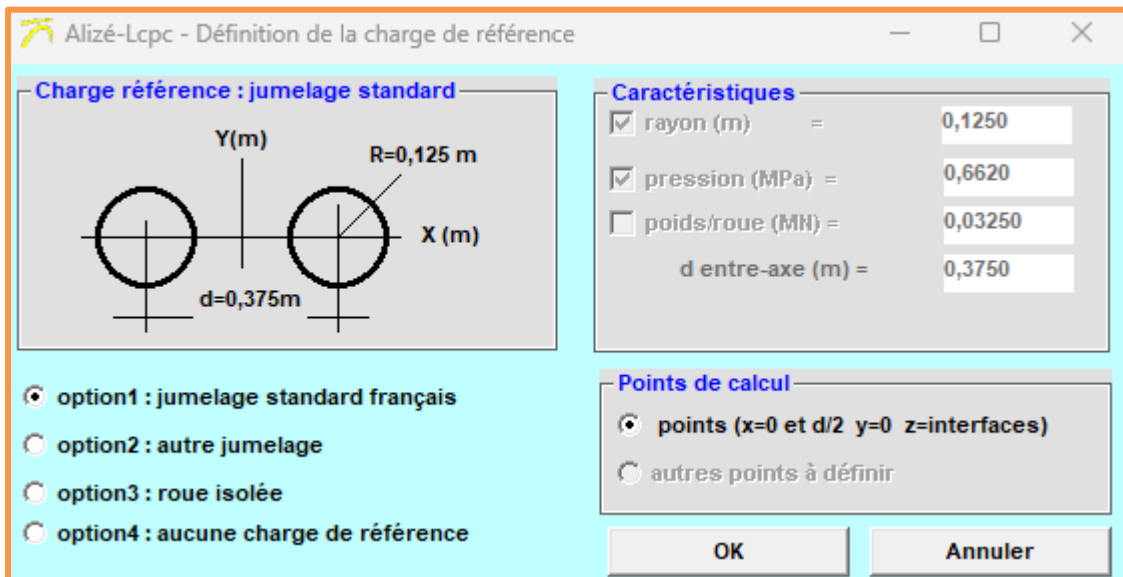 Alizé-Lcpc - Définition de la charge de référence
Charge référence : jumelage standard
Y(m)
R=0,125 m
X (m)
d=0,375m
Caractéristiques
rayon (m) = 0,1250
pression (MPa) = 0,6620
poids/roue (MN) = 0,03250
d entre-axe (m) = 0,3750
option1 : jumelage standard français
option2 : autre jumelage
option3 : roue isolée
option4 : aucune charge de référence
Points de calcul
points (x=0 et d/2 y=0 z=interfaces)
autres points à définir
OK
Annuler